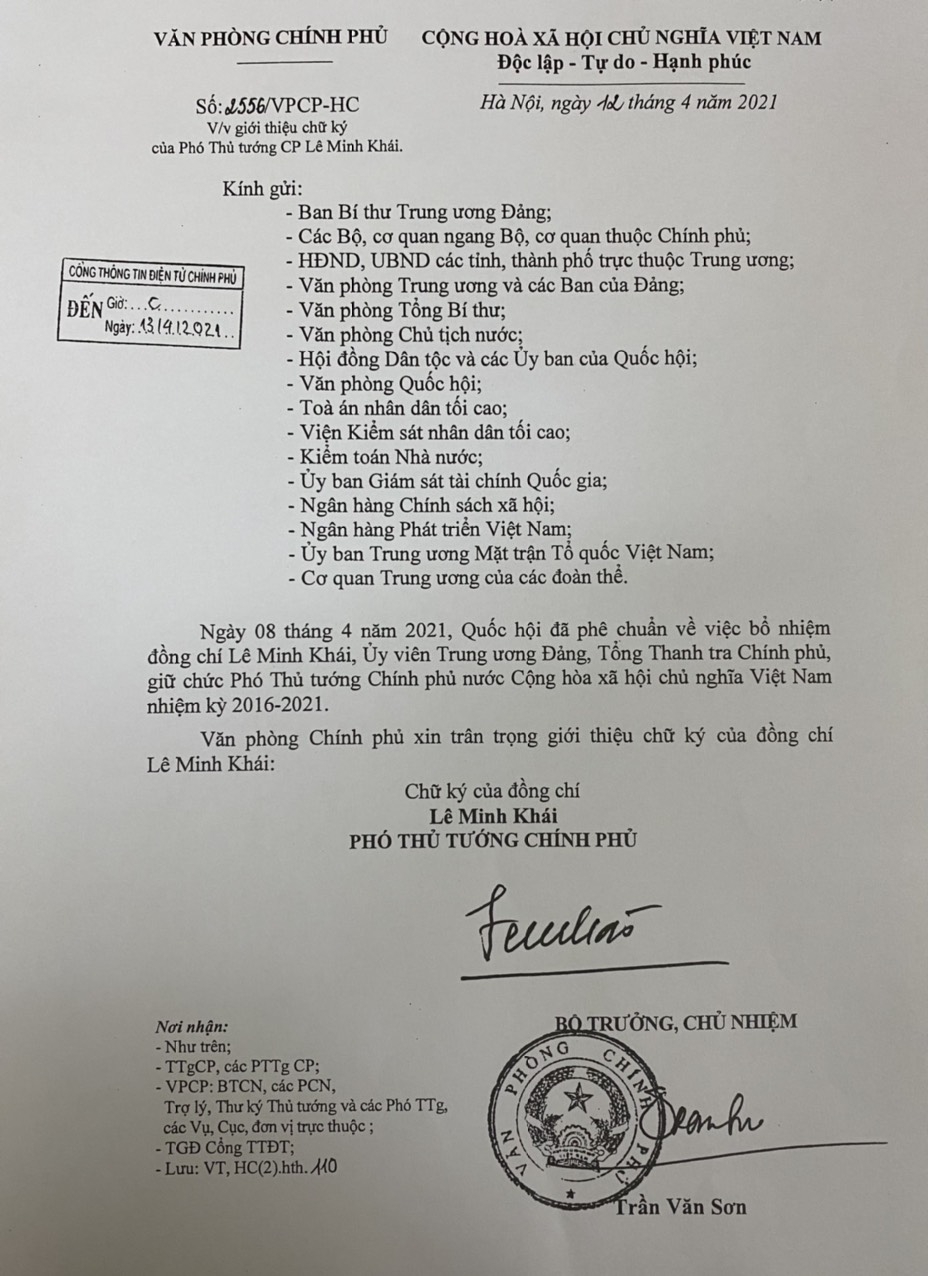 VĂN PHÒNG CHÍNH PHỦ
CỘNG HOÀ XÃ HỘI CHỦ NGHĨA VIỆT NAM
Độc lập - Tự do - Hạnh phúc
Số: 2556/VPCP-HC
Hà Nội, ngày 12 tháng 4 năm 2021
V/v giới thiệu chữ ký
của Phó Thủ tướng CP Lê Minh Khái.
Kính gửi:
- Ban Bí thư Trung ương Đảng;
- Các Bộ, cơ quan ngang Bộ, cơ quan thuộc Chính phủ;
- HĐND, UBND các tỉnh, thành phố trực thuộc Trung ương;
- Văn phòng Trung ương và các Ban của Đảng;
- Văn phòng Tổng Bí thư;
- Văn phòng Chủ tịch nước;
- Hội đồng Dân tộc và các Ủy ban của Quốc hội;
- Văn phòng Quốc hội;
- Toà án nhân dân tối cao;
- Viện Kiểm sát nhân dân tối cao;
- Kiểm toán Nhà nước;
- Ủy ban Giám sát tài chính Quốc gia;
- Ngân hàng Chính sách xã hội;
- Ngân hàng Phát triển Việt Nam;
- Ủy ban Trung ương Mặt trận Tổ quốc Việt Nam;
- Cơ quan Trung ương của các đoàn thể.
CỔNG THÔNG TIN ĐIỆN TỬ CHÍNH PHỦ
ĐẾN Giờ: ...C............
Ngày: 13/4/2021
Ngày 08 tháng 4 năm 2021, Quốc hội đã phê chuẩn về việc bổ nhiệm
đồng chí Lê Minh Khái, Ủy viên Trung ương Đảng, Tổng Thanh tra Chính phủ,
giữ chức Phó Thủ tướng Chính phủ nước Cộng hòa xã hội chủ nghĩa Việt Nam
nhiệm kỳ 2016-2021.
Văn phòng Chính phủ xin trân trọng giới thiệu chữ ký của đồng chí
Lê Minh Khái:
Chữ ký của đồng chí
Lê Minh Khái
PHÓ THỦ TƯỚNG CHÍNH PHỦ
Nơi nhận:
- Như trên;
- TTgCP, các PTTg CP;
- VPCP: BTCN, các PCN,
Trợ lý, Thư ký Thủ tướng và các Phó TTg,
các Vụ, Cục, đơn vị trực thuộc ;
- TGĐ Cổng TTĐT;
- Lưu: VT, HC(2).hth.110
BỘ TRƯỞNG, CHỦ NHIỆM
VĂN PHÒNG CHÍNH PHỦ
Trần Văn Sơn